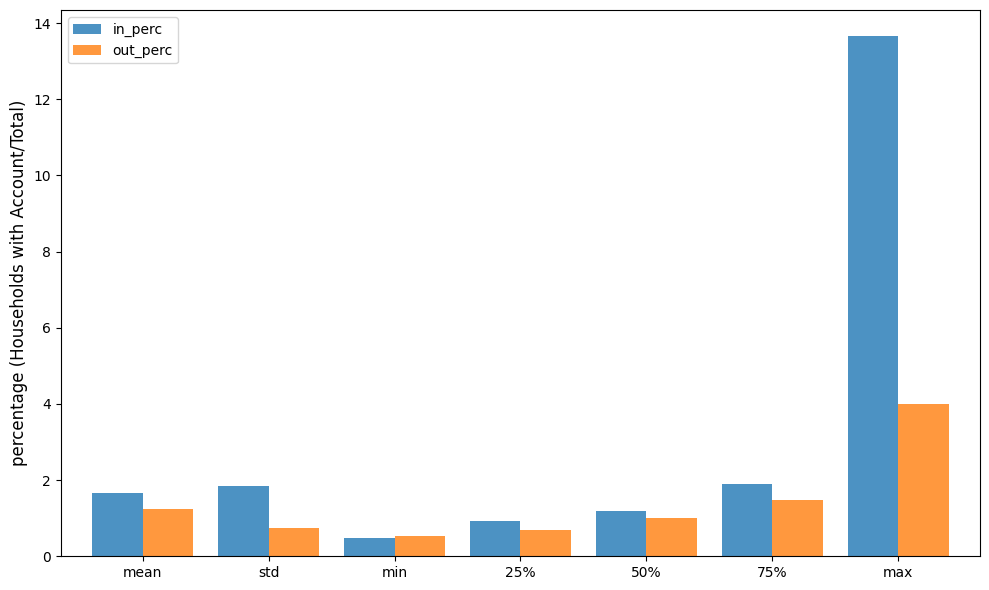 in_perc
out_perc
percentage (Households with Account/Total)
14
12
10
8
6
4
2
0
mean std min 25% 50% 75% max